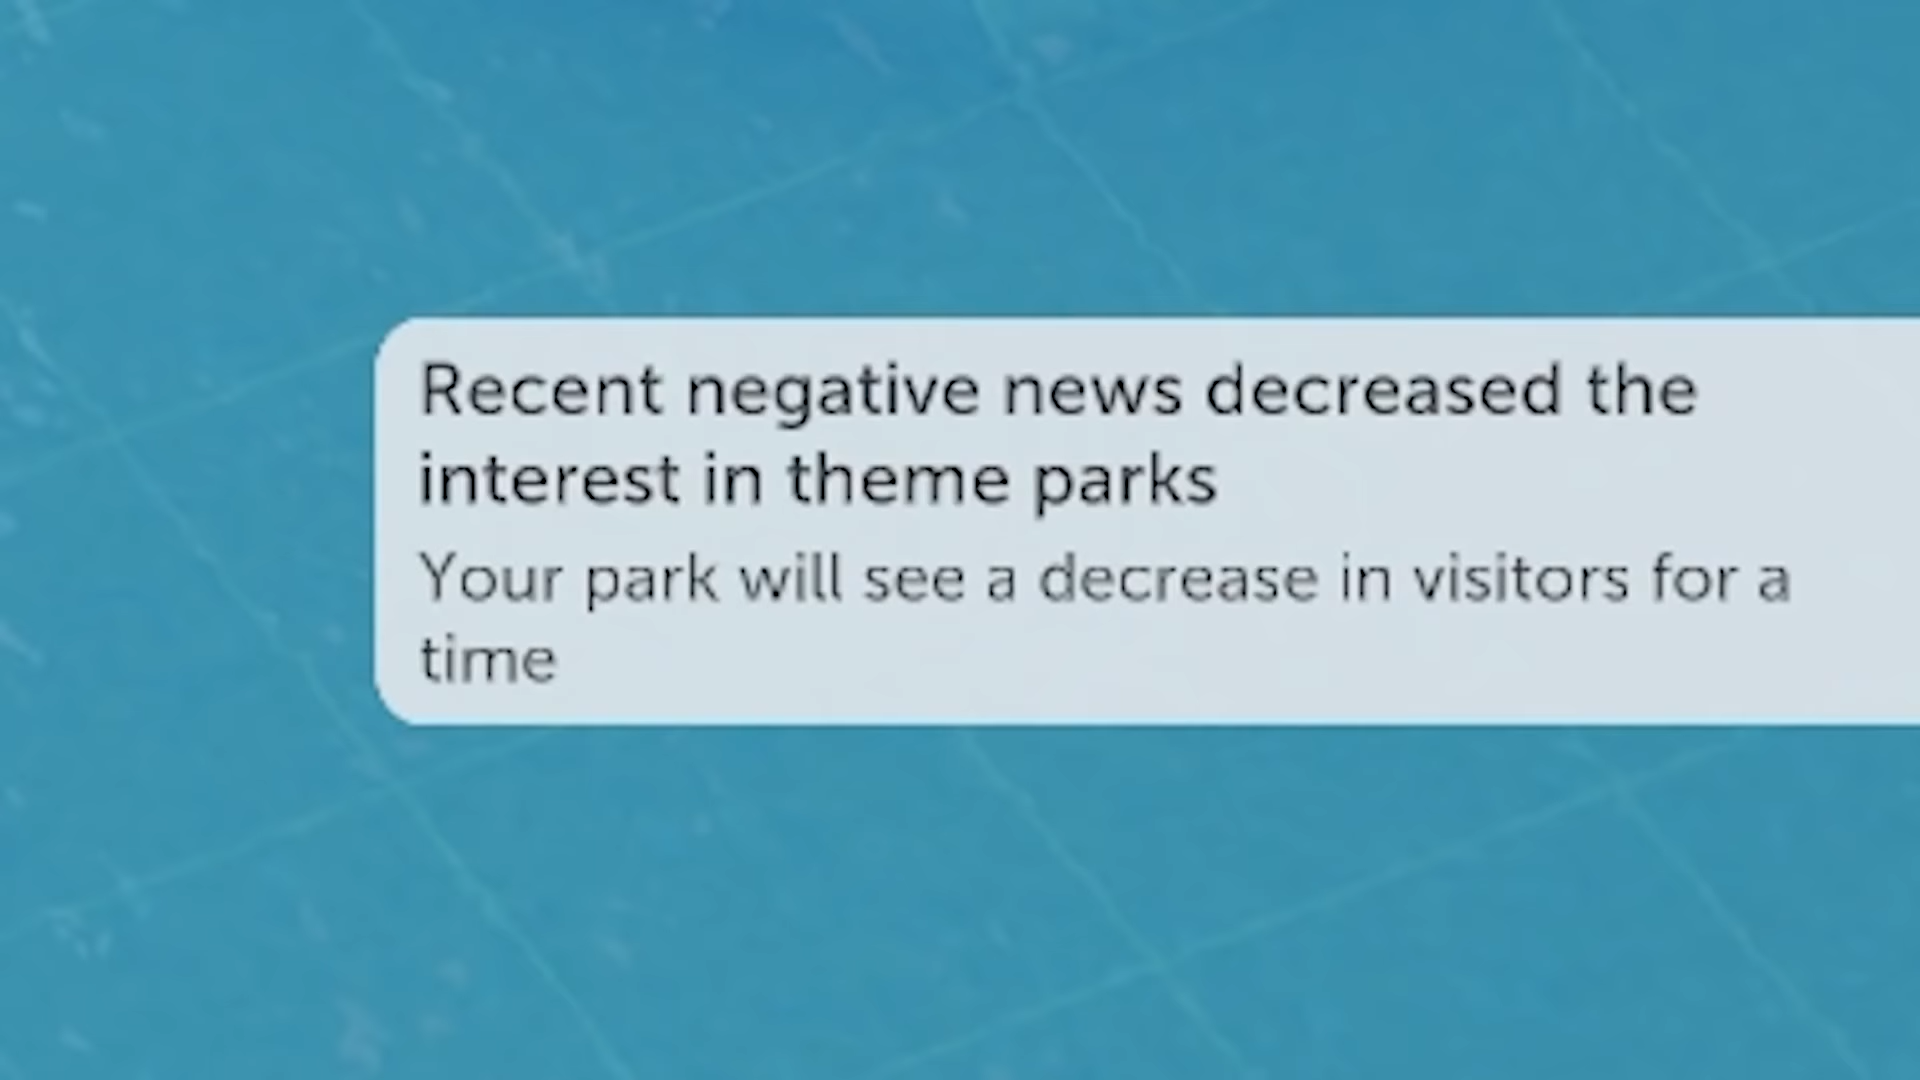 Recent negative news decreased the
interest in theme parks
Your park will see a decrease in visitors for a
time